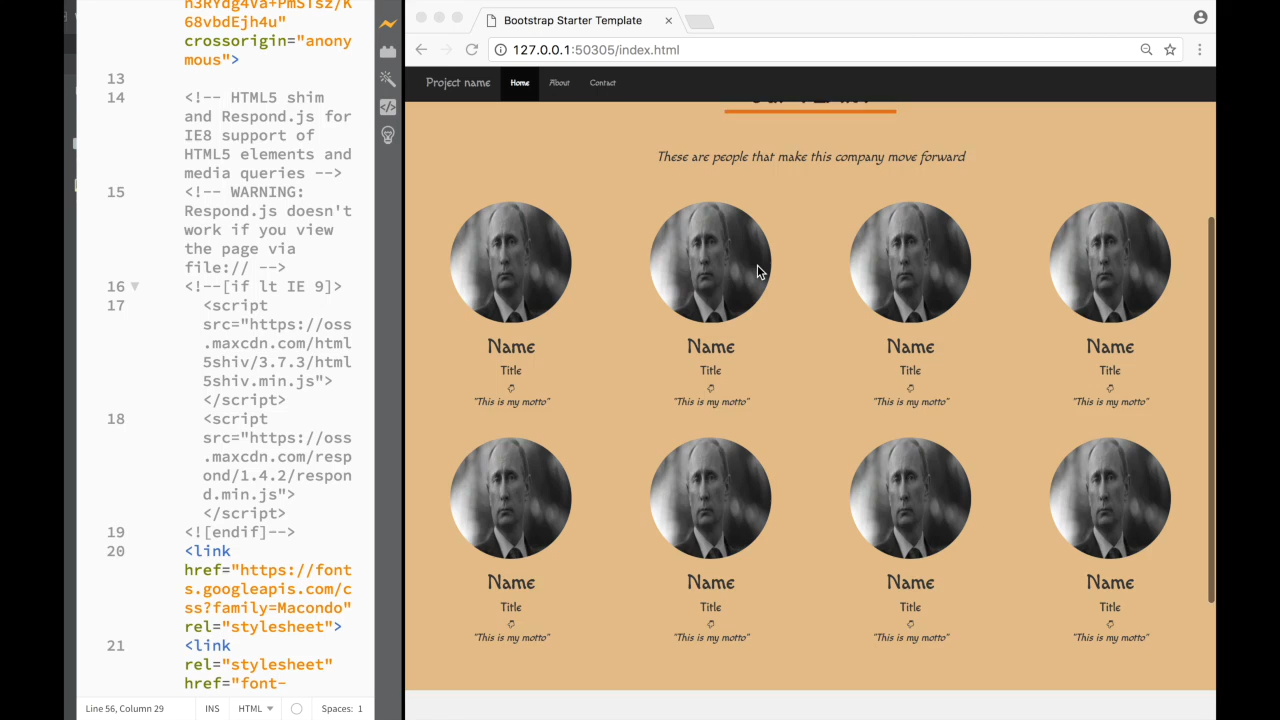 n3RYdg4Va+PmSTsz/K
68vbdEjh4u"
crossorigin="anony
mous">
13
14 <!-- HTML5 shim
and Respond.js for
IE8 support of
HTML5 elements and
media queries -->
15 <!-- WARNING:
Respond.js doesn't
work if you view
the page via
file:// -->
16 <!--[if lt IE 9]>
17 <script
src="https://oss
.maxcdn.com/html
5shiv/3.7.3/html
5shiv.min.js">
</script>
18 <script
src="https://oss
.maxcdn.com/resp
ond/1.4.2/respon
d.min.js">
</script>
19 <![endif]-->
20 <link
href="https://font
s.googleapis.com/c
ss?family=Macondo"
rel="stylesheet">
21 <link
rel="stylesheet"
href="font-
Line 56, Column 29 INS HTML Spaces: 1
Bootstrap Starter Template
127.0.0.1:50305/index.html
Project name Home About Contact
Our TEAM
These are people that make this company move forward
Name Name Name Name
Title Title Title Title
"This is my motto" "This is my motto" "This is my motto" "This is my motto"
Name Name Name Name
Title Title Title Title
"This is my motto" "This is my motto" "This is my motto" "This is my motto"